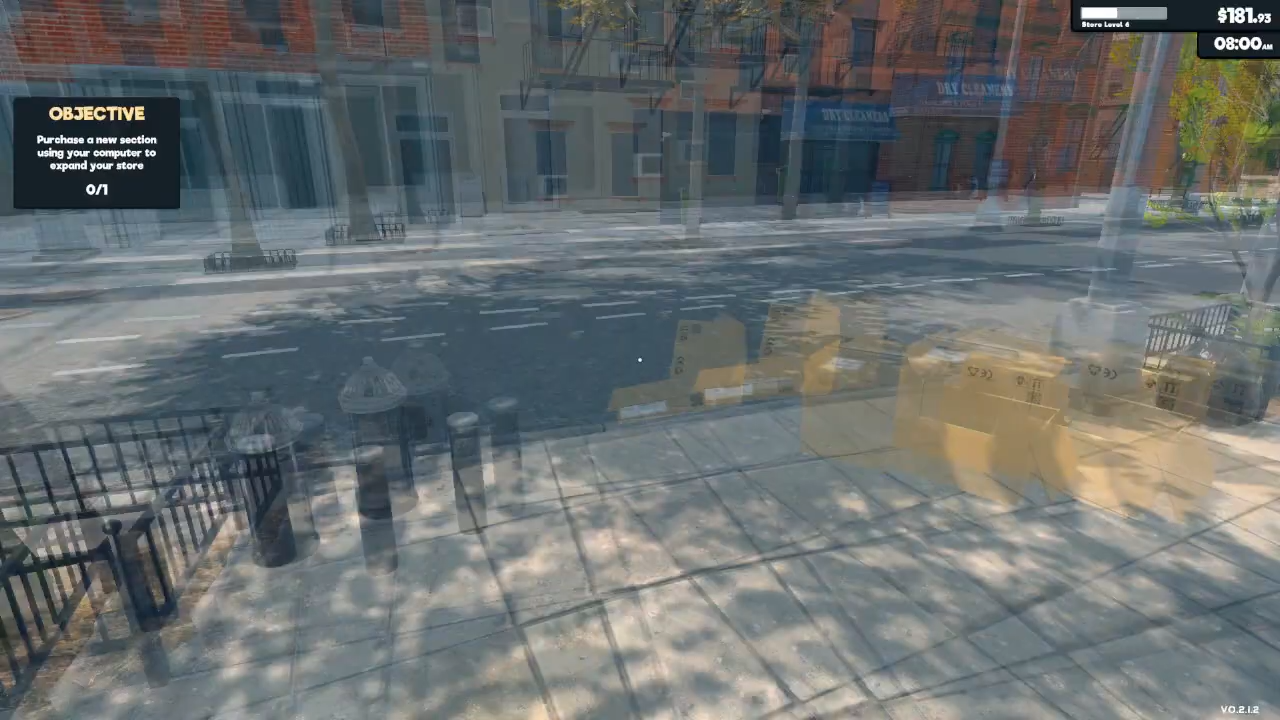 Store Level 4
$181.93
08:00AM
OBJECTIVE
Purchase a new section
using your computer to
expand your store
0/1
DRY CLEANERS
DRY CLEANERS
V0.2.1.2